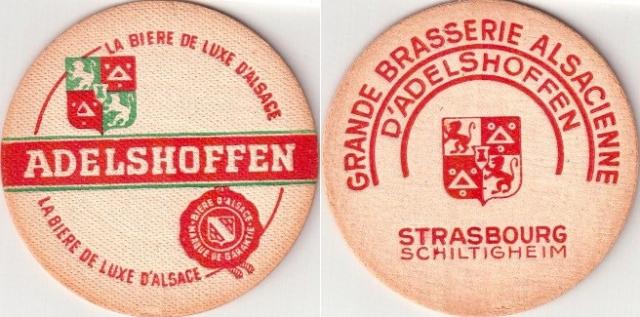 LA BIERE DE LUXE D'ALSACE
ADELSHOFFEN
LA BIERE DE LUXE D'ALSACE
BIERE D'ALSACE
MARQUE DE GARANTIE
GRANDE BRASSERIE ALSACIENNE
D'ADELSHOFFEN
STRASBOURG
SCHILTIGHEIM